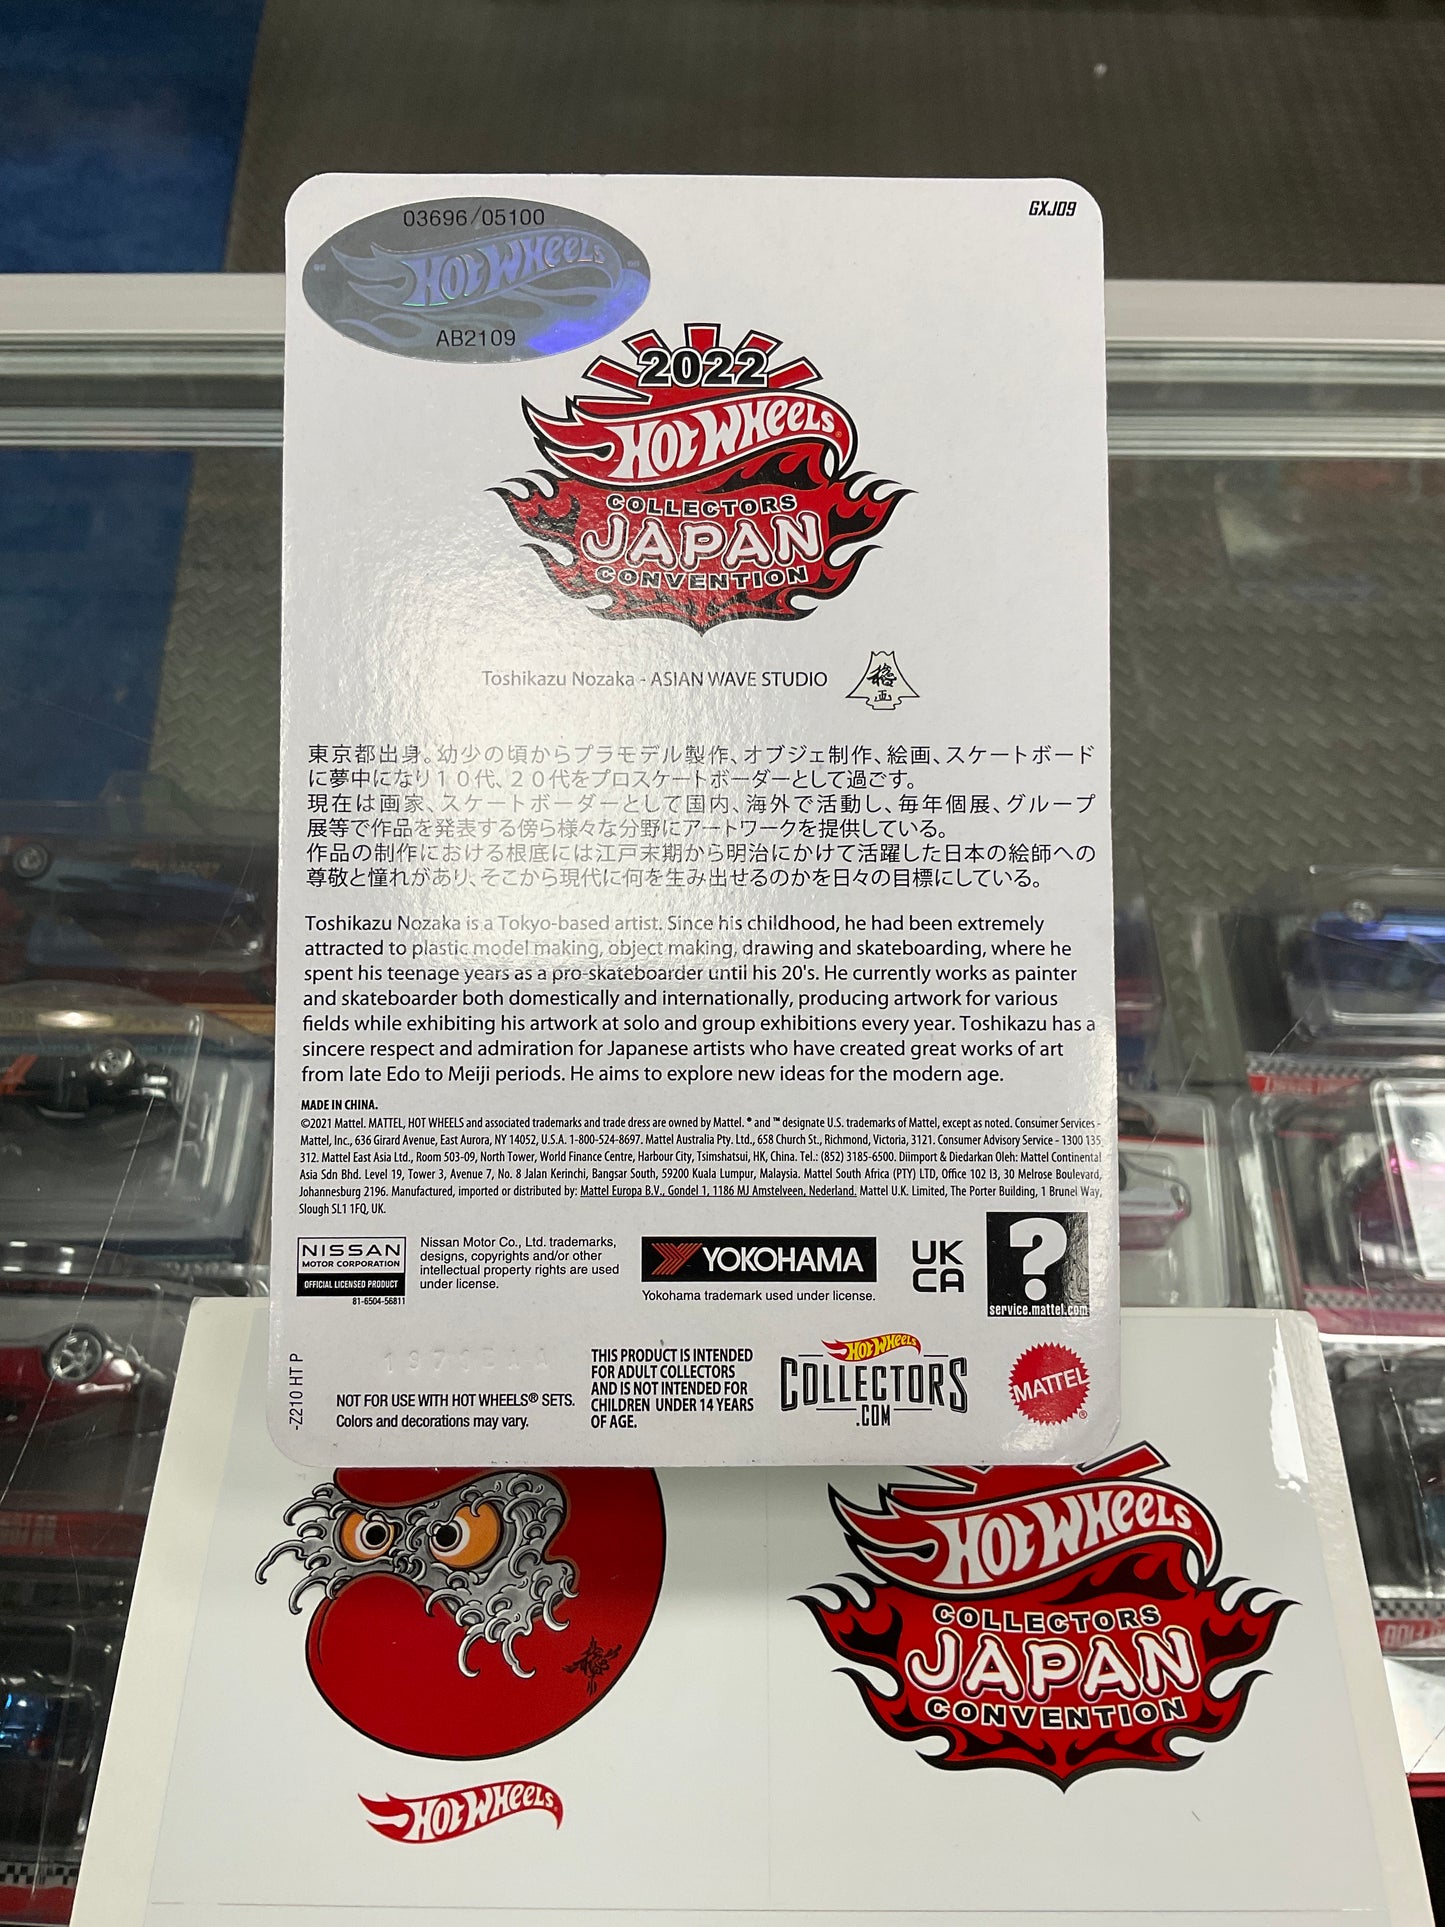 03696/05100
HOT WHEELS
AB2109
GXJ09
2022
HOT WHEELS
COLLECTORS
JAPAN
CONVENTION
Toshikazu Nozaka - ASIAN WAVE STUDIO
東京都出身。幼少の頃からプラモデル製作、オブジェ制作、絵画、スケートボード
に夢中になり１０代、２０代をプロスケートボーダーとして過ごす。
現在は画家、スケートボーダーとして国内、海外で活動し、毎年個展、グループ
展等で作品を発表する傍ら様々な分野にアートワークを提供している。
作品の制作における根底には江戸末期から明治にかけて活躍した日本の絵師への
尊敬と憧れがあり、そこから現代に何を生み出せるのかを日々の目標にしている。
Toshikazu Nozaka is a Tokyo-based artist. Since his childhood, he had been extremely
attracted to plastic model making, object making, drawing and skateboarding, where he
spent his teenage years as a pro-skateboarder until his 20's. He currently works as painter
and skateboarder both domestically and internationally, producing artwork for various
fields while exhibiting his artwork at solo and group exhibitions every year. Toshikazu has a
sincere respect and admiration for Japanese artists who have created great works of art
from late Edo to Meiji periods. He aims to explore new ideas for the modern age.
MADE IN CHINA.
©2021 Mattel. MATTEL, HOT WHEELS and associated trademarks and trade dress are owned by Mattel. ® and ™ designate U.S. trademarks of Mattel, except as noted. Consumer Services -
Mattel, Inc., 636 Girard Avenue, East Aurora, NY 14052, U.S.A. 1-800-524-8697. Mattel Australia Pty. Ltd., 658 Church St., Richmond, Victoria, 3121. Consumer Advisory Service - 1300 135
312. Mattel East Asia Ltd., Room 503-09, North Tower, World Finance Centre, Harbour City, Tsimshatsui, HK, China. Tel.: (852) 3185-6500. Diimport & Diedarkan Oleh: Mattel Continental
Asia Sdn Bhd. Level 19, Tower 3, Avenue 7, No. 8 Jalan Kerinchi, Bangsar South, 59200 Kuala Lumpur, Malaysia. Mattel South Africa (PTY) LTD, Office 102 I3, 30 Melrose Boulevard,
Johannesburg 2196. Manufactured, imported or distributed by: Mattel Europa B.V., Gondel 1, 1186 MJ Amstelveen, Nederland. Mattel U.K. Limited, The Porter Building, 1 Brunel Way,
Slough SL1 1FQ, UK.
NISSAN
MOTOR CORPORATION
OFFICIAL LICENSED PRODUCT
81-6504-56811
Nissan Motor Co., Ltd. trademarks,
designs, copyrights and/or other
intellectual property rights are used
under license.
YOKOHAMA
Yokohama trademark used under license.
UK
CA
?
service.mattel.com
-Z210 HT P
NOT FOR USE WITH HOT WHEELS® SETS.
Colors and decorations may vary.
THIS PRODUCT IS INTENDED
FOR ADULT COLLECTORS
AND IS NOT INTENDED FOR
CHILDREN UNDER 14 YEARS
OF AGE.
HOT WHEELS
COLLECTORS
.COM
MATTEL®
HOT WHEELS
HOT WHEELS
COLLECTORS
JAPAN
CONVENTION